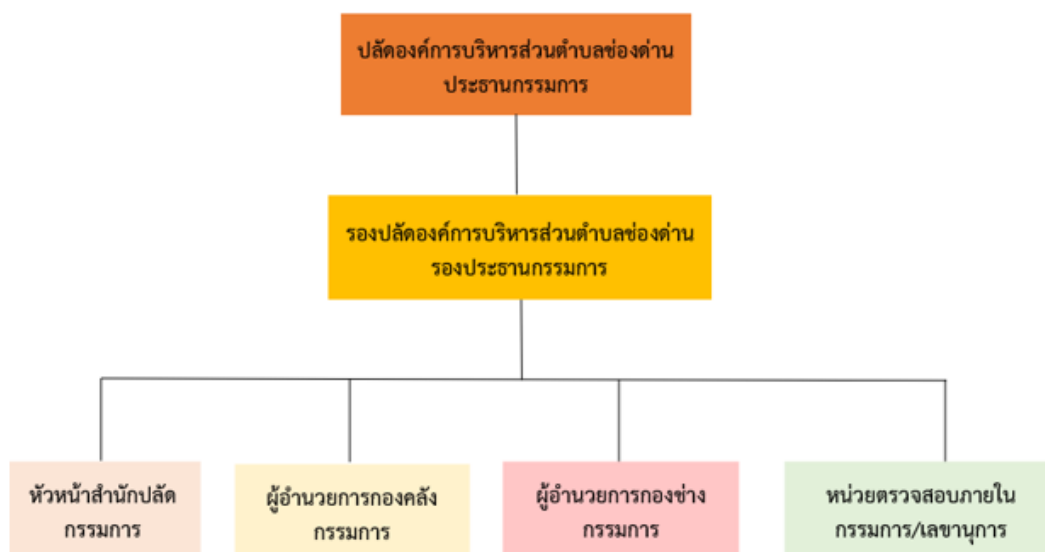 ปลัดองค์การบริหารส่วนตำบลช่องด่าน
ประธานกรรมการ
รองปลัดองค์การบริหารส่วนตำบลช่องด่าน
รองประธานกรรมการ
หัวหน้าสำนักปลัด
กรรมการ
ผู้อำนวยการกองคลัง
กรรมการ
ผู้อำนวยการกองช่าง
กรรมการ
หน่วยตรวจสอบภายใน
กรรมการ/เลขานุการ